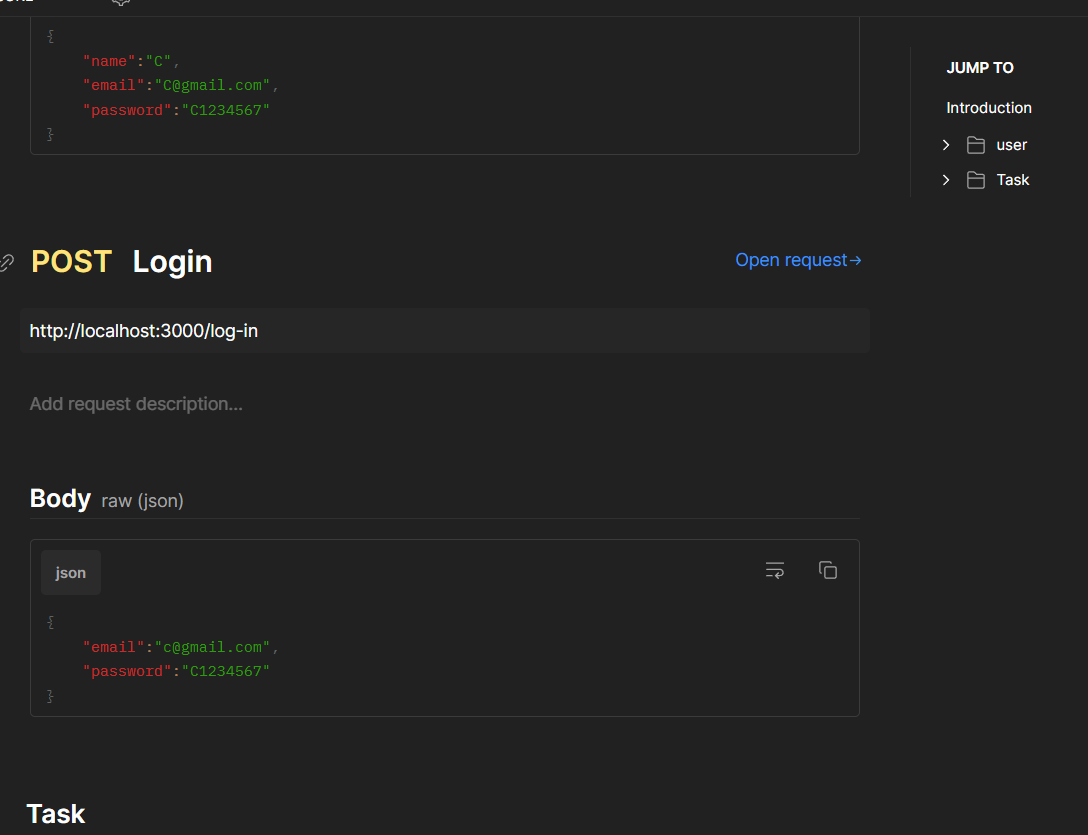 {
"name":"C",
"email":"C@gmail.com",
"password":"C1234567"
}
JUMP TO
Introduction
user
Task
POST Login
Open request→
http://localhost:3000/log-in
Add request description...
Body raw (json)
json
{
"email":"c@gmail.com",
"password":"C1234567"
}
Task